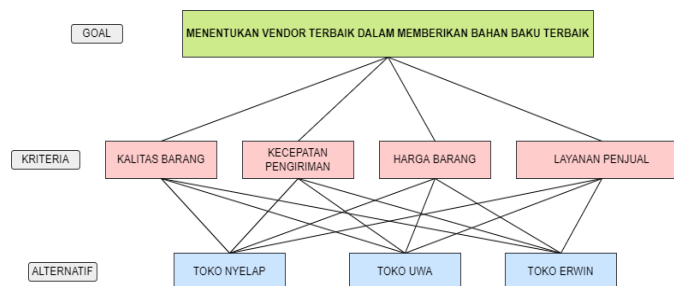 GOAL
MENENTUKAN VENDOR TERBAIK DALAM MEMBERIKAN BAHAN BAKU TERBAIK
KRITERIA
KALITAS BARANG
KECEPATAN
PENGIRIMAN
HARGA BARANG
LAYANAN PENJUAL
ALTERNATIF
TOKO NYELAP
TOKO UWA
TOKO ERWIN